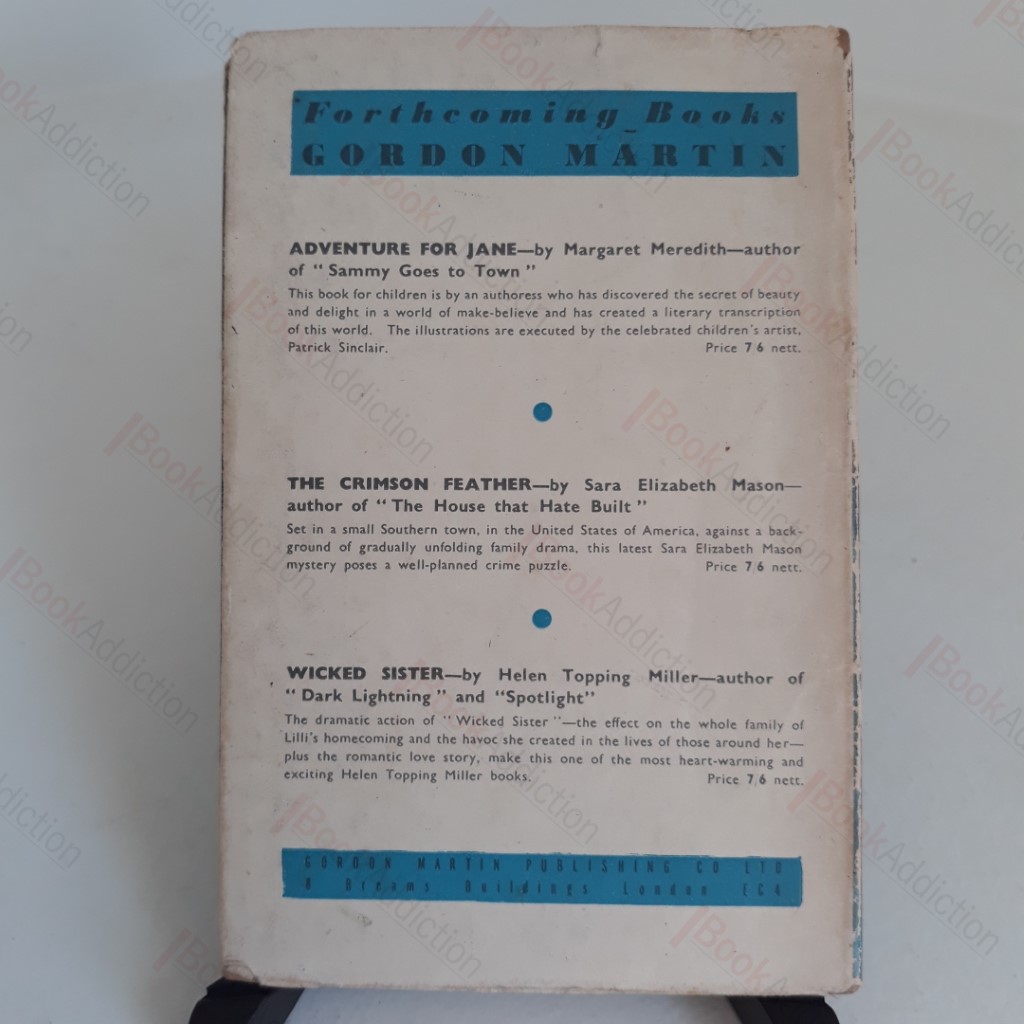 Forthcoming Books
GORDON MARTIN
ADVENTURE FOR JANE—by Margaret Meredith—author
of "Sammy Goes to Town"
This book for children is by an authoress who has discovered the secret of beauty
and delight in a world of make-believe and has created a literary transcription
of this world. The illustrations are executed by the celebrated children's artist,
Patrick Sinclair. Price 7/6 nett.
THE CRIMSON FEATHER—by Sara Elizabeth Mason—
author of "The House that Hate Built"
Set in a small Southern town, in the United States of America, against a back-
ground of gradually unfolding family drama, this latest Sara Elizabeth Mason
mystery poses a well-planned crime puzzle. Price 7/6 nett.
WICKED SISTER—by Helen Topping Miller—author of
"Dark Lightning" and "Spotlight"
The dramatic action of "Wicked Sister"—the effect on the whole family of
Lilli's homecoming and the havoc she created in the lives of those around her—
plus the romantic love story, make this one of the most heart-warming and
exciting Helen Topping Miller books. Price 7/6 nett.
GORDON MARTIN PUBLISHING CO LTD
8 Dreams Buildings London EC4
BookAddiction